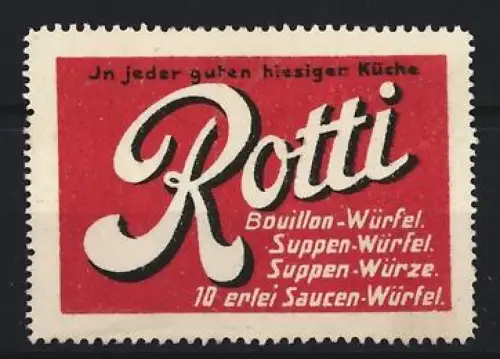 Jn jeder guten hiesigen Küche
Rotti
Bouillon-Würfel.
Suppen-Würfel.
Suppen-Würze.
10 erlei Saucen-Würfel.